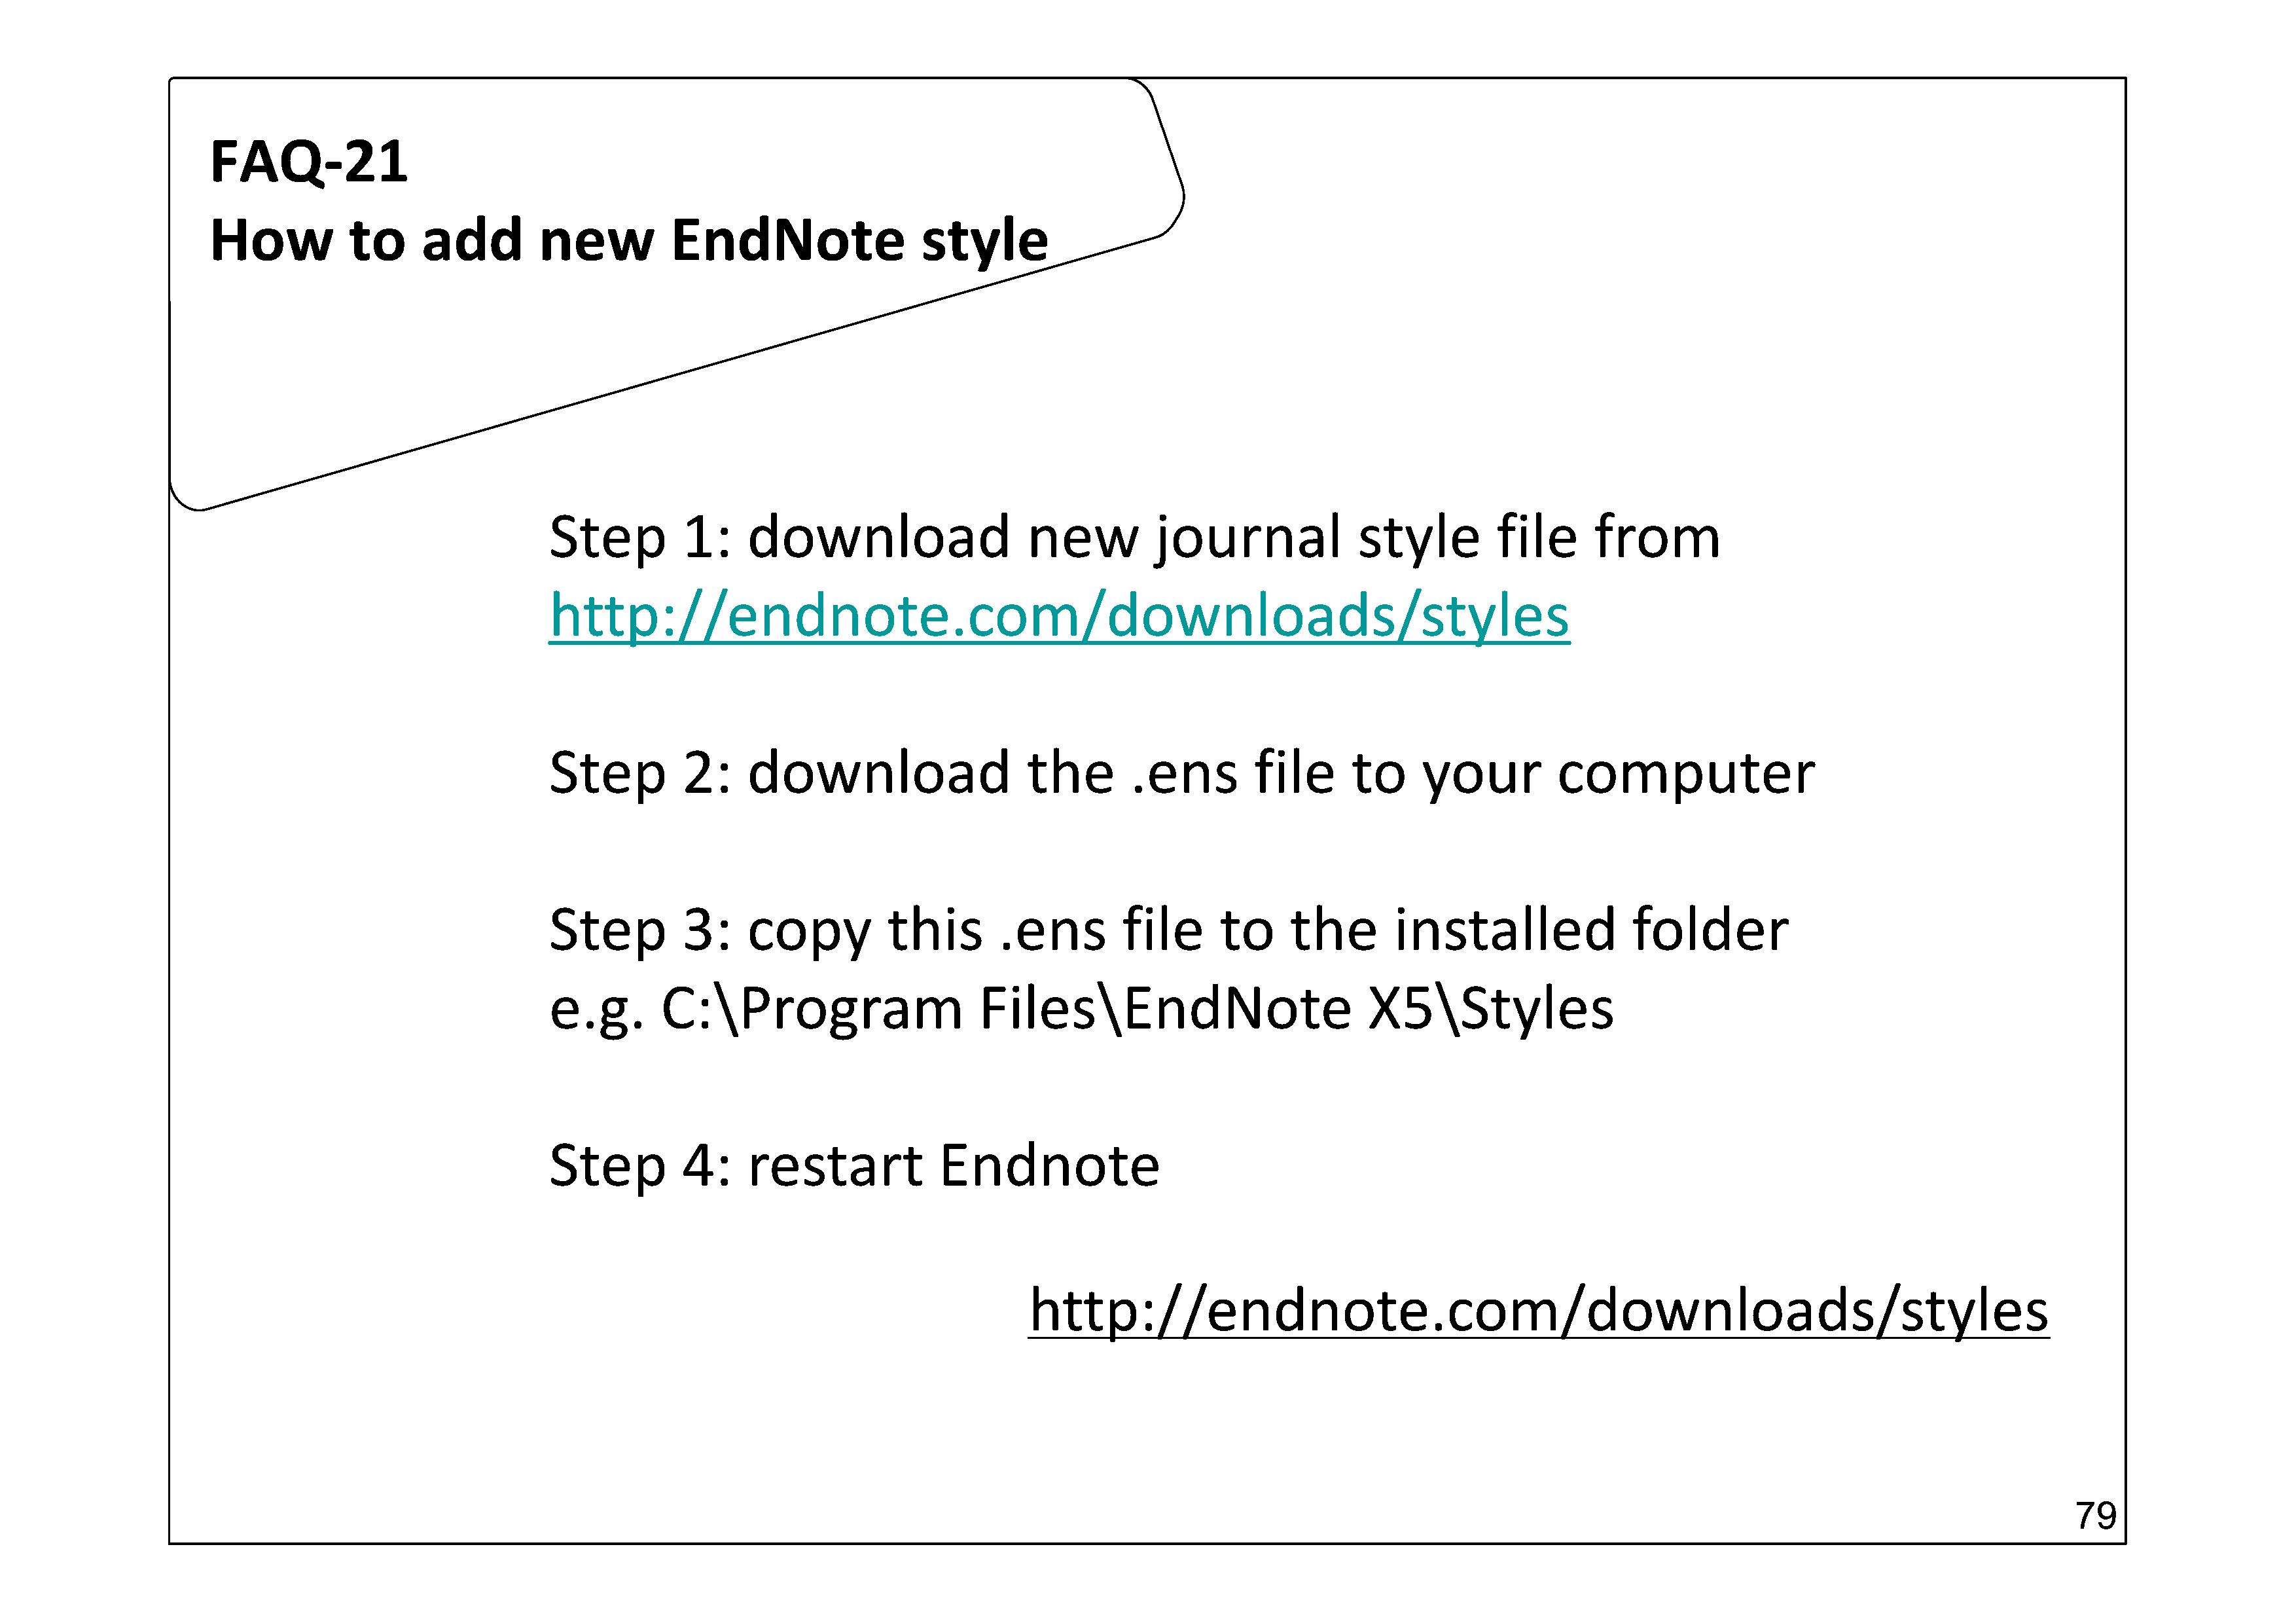 FAQ-21
How to add new EndNote style
Step 1: download new journal style file from
http://endnote.com/downloads/styles
Step 2: download the .ens file to your computer
Step 3: copy this .ens file to the installed folder
e.g. C:\Program Files\EndNote X5\Styles
Step 4: restart Endnote
http://endnote.com/downloads/styles
79